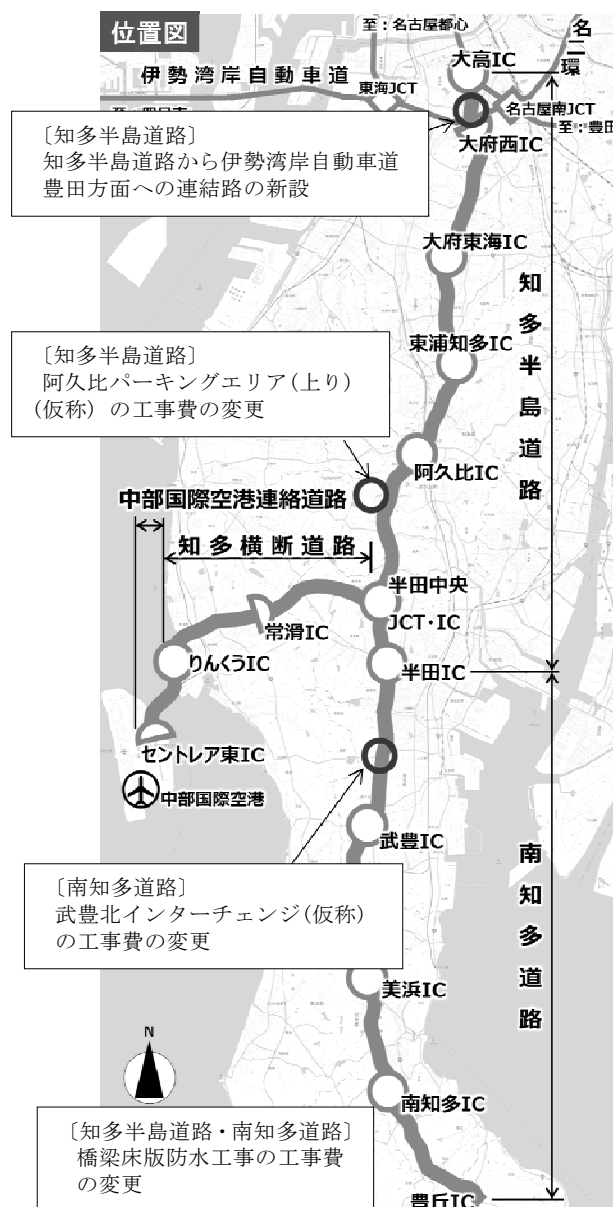 位置図
至：名古屋都心
名二環
大高IC
伊勢湾岸自動車道
東海JCT
名古屋南JCT
至：豊田
大府西IC
〔知多半島道路〕
知多半島道路から伊勢湾岸自動車道
豊田方面への連結路の新設
大府東海IC
知多半島道路
東浦知多IC
〔知多半島道路〕
阿久比パーキングエリア(上り)
(仮称) の工事費の変更
阿久比IC
中部国際空港連絡道路
知多横断道路
半田中央
JCT・IC
常滑IC
りんくうIC
半田IC
セントレア東IC
中部国際空港
武豊IC
南知多道路
〔南知多道路〕
武豊北インターチェンジ(仮称)
の工事費の変更
美浜IC
N
南知多IC
〔知多半島道路・南知多道路〕
橋梁床版防水工事の工事費
の変更
豊丘IC